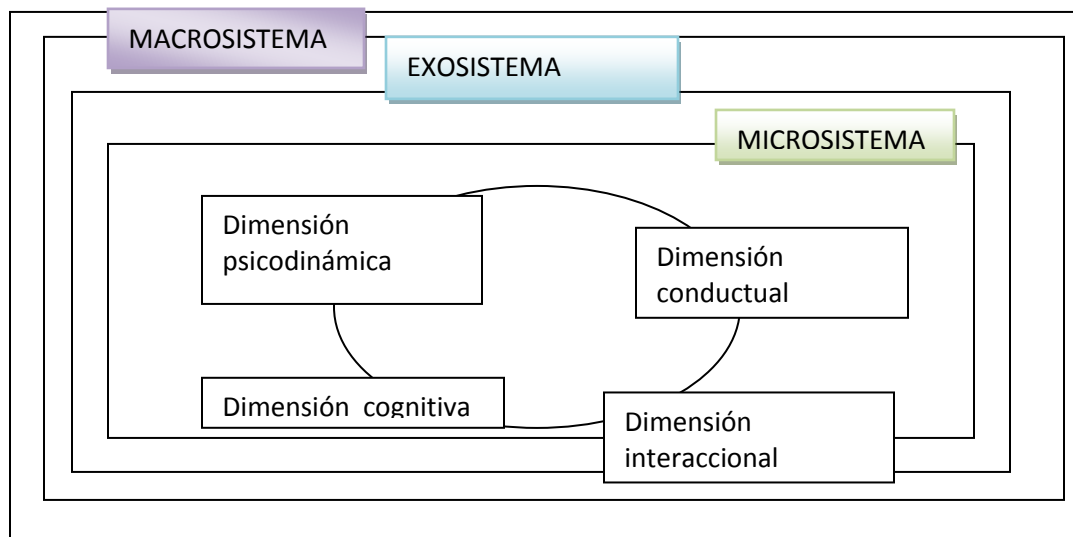 MACROSISTEMA
EXOSISTEMA
MICROSISTEMA
Dimensión
psicodinámica
Dimensión
conductual
Dimensión cognitiva
Dimensión
interaccional